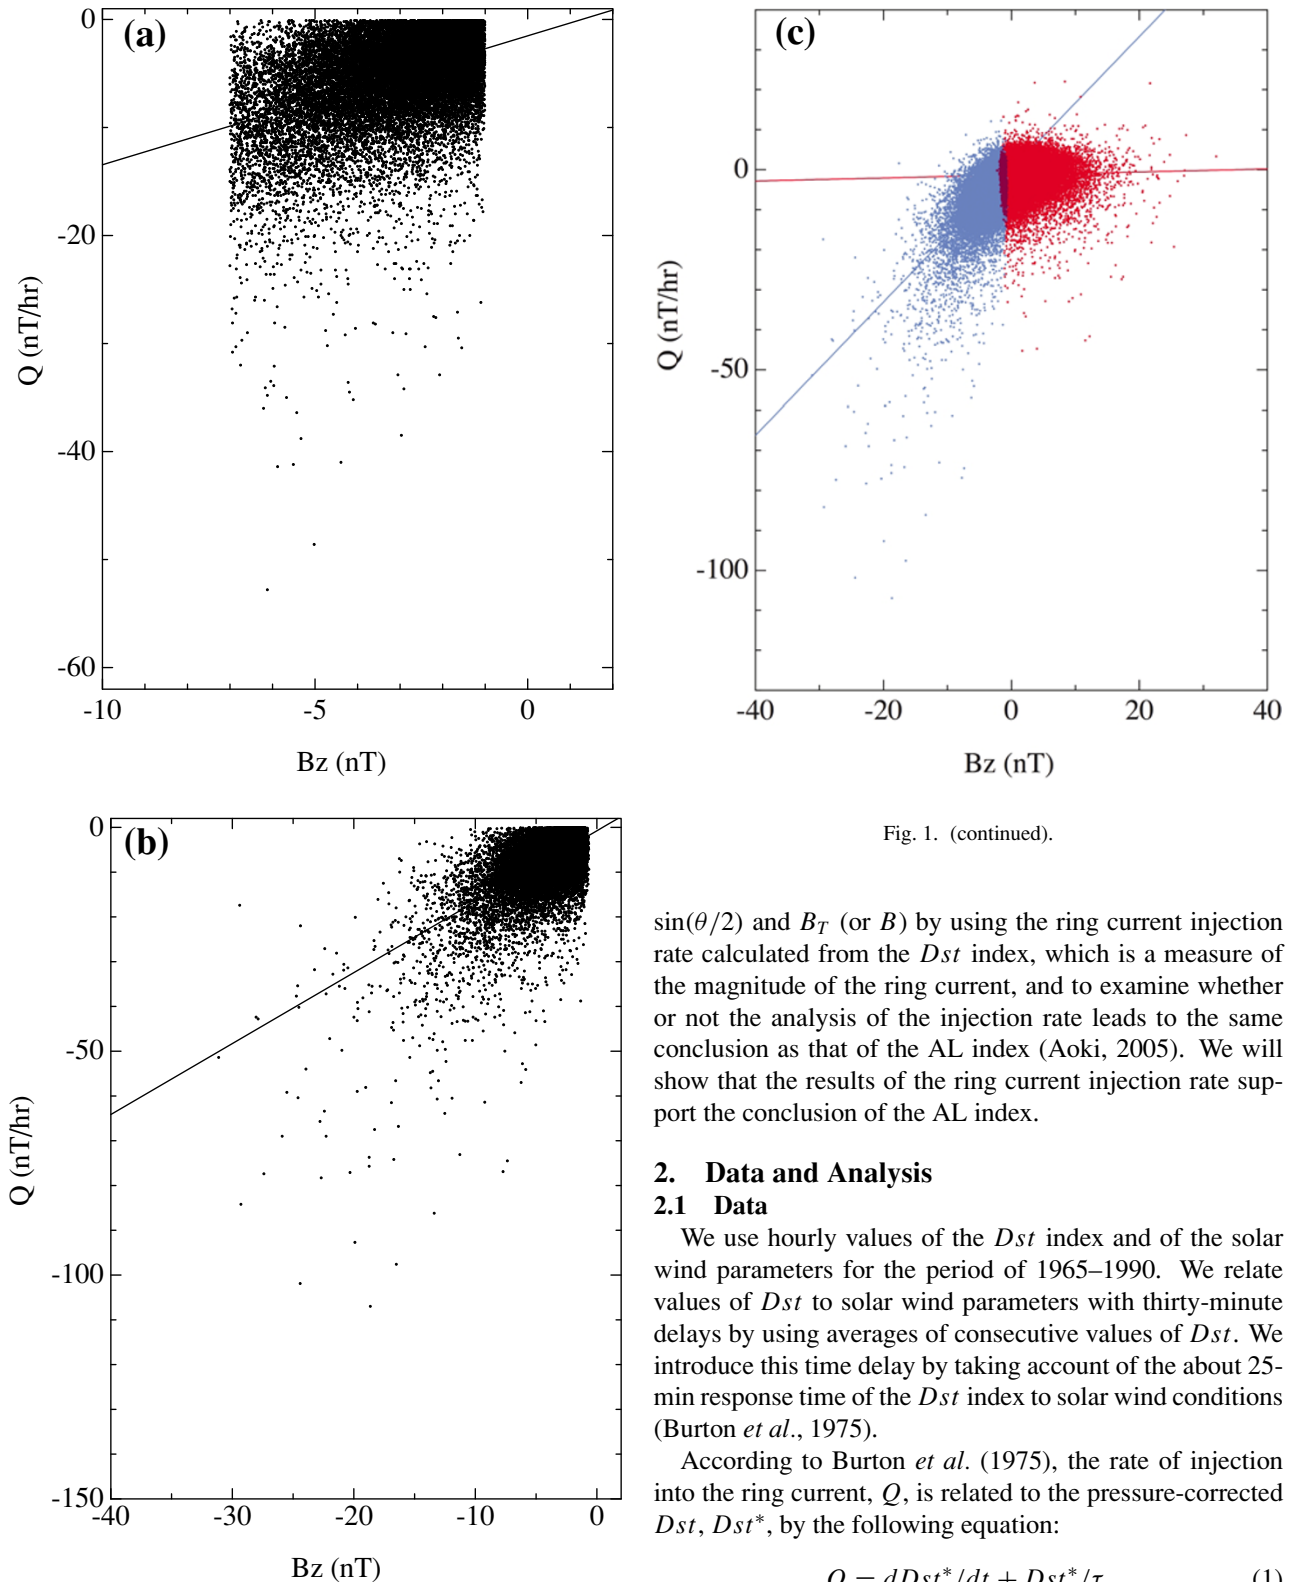 (a)
0
-20
-40
-60
Q (nT/hr)
-10
-5
0
Bz (nT)
(b)
0
-50
-100
-150
Q (nT/hr)
-40
-30
-20
-10
0
Bz (nT)
(c)
0
-50
-100
Q (nT/hr)
-40
-20
0
20
40
Bz (nT)
Fig. 1. (continued).
sin(θ/2) and B_T (or B) by using the ring current injection
rate calculated from the Dst index, which is a measure of
the magnitude of the ring current, and to examine whether
or not the analysis of the injection rate leads to the same
conclusion as that of the AL index (Aoki, 2005). We will
show that the results of the ring current injection rate sup-
port the conclusion of the AL index.
2. Data and Analysis
2.1 Data
We use hourly values of the Dst index and of the solar
wind parameters for the period of 1965–1990. We relate
values of Dst to solar wind parameters with thirty-minute
delays by using averages of consecutive values of Dst. We
introduce this time delay by taking account of the about 25-
min response time of the Dst index to solar wind conditions
(Burton et al., 1975).
According to Burton et al. (1975), the rate of injection
into the ring current, Q, is related to the pressure-corrected
Dst, Dst*, by the following equation:
Q = dDst*/dt + Dst*/τ (1)